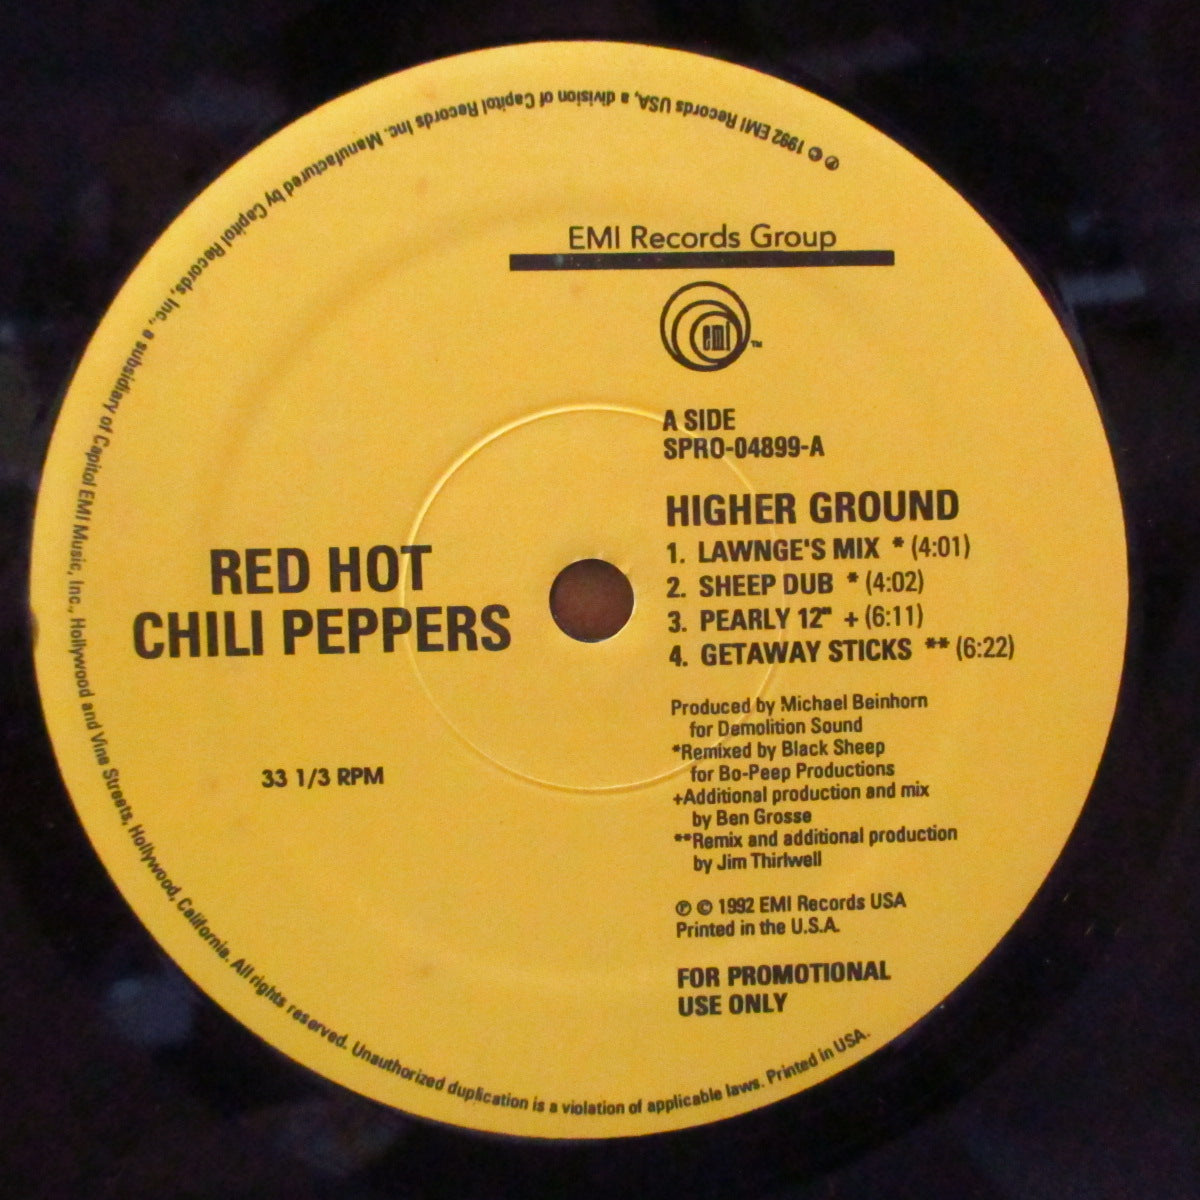 EMI Records Group
emi ™
A SIDE
SPRO-04899-A
HIGHER GROUND
1. LAWNGE'S MIX * (4:01)
2. SHEEP DUB * (4:02)
3. PEARLY 12" + (6:11)
4. GETAWAY STICKS ** (6:22)
RED HOT
CHILI PEPPERS
33 1/3 RPM
Produced by Michael Beinhorn
for Demolition Sound
*Remixed by Black Sheep
for Bo-Peep Productions
+Additional production and mix
by Ben Grosse
**Remix and additional production
by Jim Thirlwell
℗ © 1992 EMI Records USA
Printed in the U.S.A.
FOR PROMOTIONAL
USE ONLY
℗ © 1992 EMI Records USA, a division of Capitol Records Inc. Manufactured by Capitol Records, Inc., a subsidiary of Capitol EMI Music, Inc., Hollywood and Vine Streets, Hollywood, California. All rights reserved. Unauthorized duplication is a violation of applicable laws. Printed in USA.